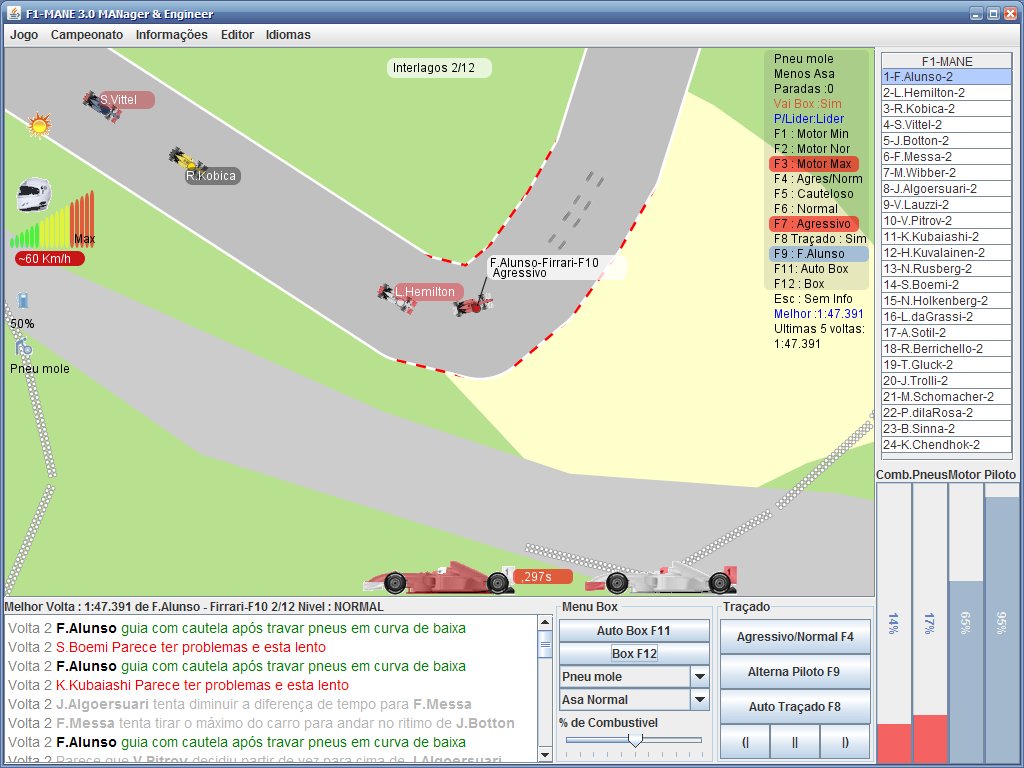 F1-MANE 3.0 MANager & Engineer
Jogo Campeonato Informações Editor Idiomas
Interlagos 2/12
S.Vittel
R.Kobica
Max
~60 Km/h
50%
Pneu mole
L.Hemilton
F.Alunso-Firrari-F10
Agressivo
,297s
1
1
Pneu mole
Menos Asa
Paradas :0
Vai Box :Sim
P/Lider:Lider
F1 : Motor Min
F2 : Motor Nor
F3 : Motor Max
F4 : Agres/Norm
F5 : Cauteloso
F6 : Normal
F7 : Agressivo
F8 Traçado : Sim
F9 : F.Alunso
F11: Auto Box
F12 : Box
Esc : Sem Info
Melhor :1:47.391
Ultimas 5 voltas:
1:47.391
F1-MANE
1-F.Alunso-2
2-L.Hemilton-2
3-R.Kobica-2
4-S.Vittel-2
5-J.Botton-2
6-F.Messa-2
7-M.Wibber-2
8-J.Algoersuari-2
9-V.Lauzzi-2
10-V.Pitrov-2
11-K.Kubaiashi-2
12-H.Kuvalainen-2
13-N.Rusberg-2
14-S.Boemi-2
15-N.Holkenberg-2
16-L.daGrassi-2
17-A.Sotil-2
18-R.Berrichello-2
19-T.Gluck-2
20-J.Trolli-2
21-M.Schomacher-2
22-P.dilaRosa-2
23-B.Sinna-2
24-K.Chendhok-2
Comb.PneusMotor Piloto
14%
17%
65%
95%
Melhor Volta : 1:47.391 de F.Alunso - Firrari-F10 2/12 Nivel : NORMAL
Volta 2 F.Alunso guia com cautela após travar pneus em curva de baixa
Volta 2 S.Boemi Parece ter problemas e esta lento
Volta 2 F.Alunso guia com cautela após travar pneus em curva de baixa
Volta 2 K.Kubaiashi Parece ter problemas e esta lento
Volta 2 J.Algoersuari tenta diminuir a diferença de tempo para F.Messa
Volta 2 F.Messa tenta tirar o máximo do carro para andar no ritimo de J.Botton
Volta 2 F.Alunso guia com cautela após travar pneus em curva de baixa
Volta 2 Parece que V.Pitrov decidiu partir de vez para cima de J.Algoersuari
Menu Box
Auto Box F11
Box F12
Pneu mole
Asa Normal
% de Combustivel
Traçado
Agressivo/Normal F4
Alterna Piloto F9
Auto Traçado F8
(| || |)